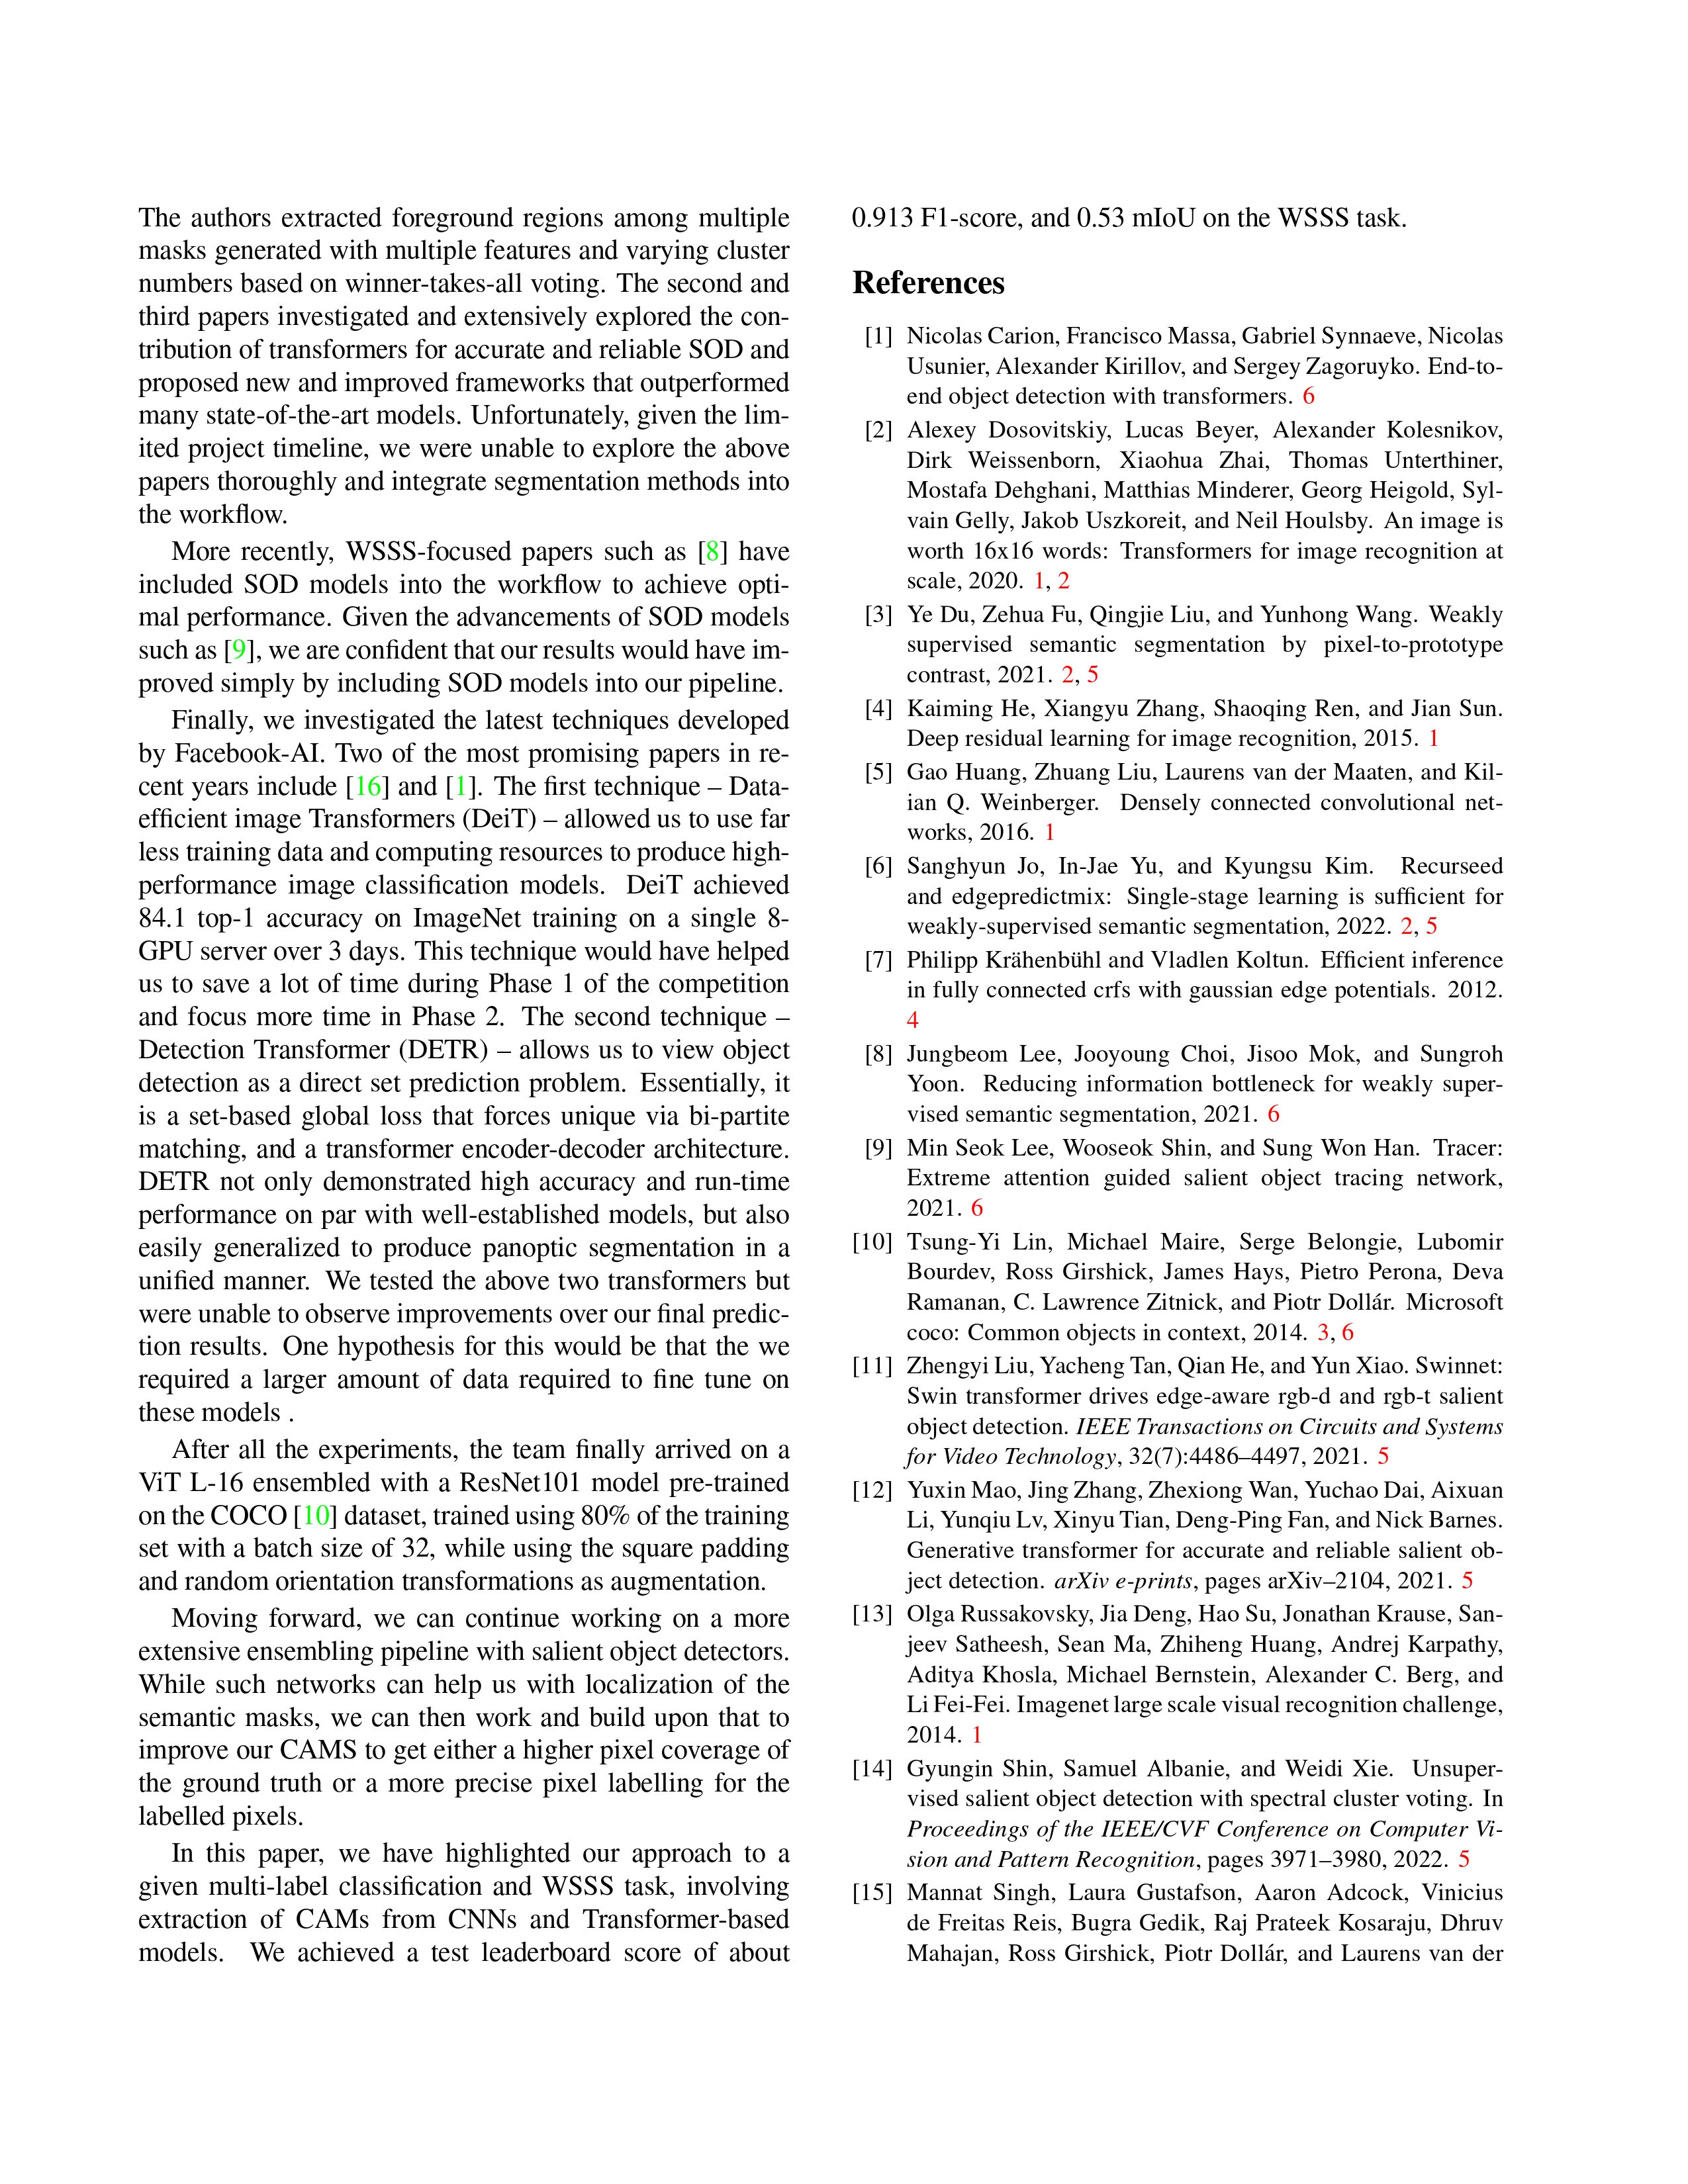 The authors extracted foreground regions among multiple
masks generated with multiple features and varying cluster
numbers based on winner-takes-all voting. The second and
third papers investigated and extensively explored the con-
tribution of transformers for accurate and reliable SOD and
proposed new and improved frameworks that outperformed
many state-of-the-art models. Unfortunately, given the lim-
ited project timeline, we were unable to explore the above
papers thoroughly and integrate segmentation methods into
the workflow.
More recently, WSSS-focused papers such as [8] have
included SOD models into the workflow to achieve opti-
mal performance. Given the advancements of SOD models
such as [9], we are confident that our results would have im-
proved simply by including SOD models into our pipeline.
Finally, we investigated the latest techniques developed
by Facebook-AI. Two of the most promising papers in re-
cent years include [16] and [1]. The first technique – Data-
efficient image Transformers (DeiT) – allowed us to use far
less training data and computing resources to produce high-
performance image classification models. DeiT achieved
84.1 top-1 accuracy on ImageNet training on a single 8-
GPU server over 3 days. This technique would have helped
us to save a lot of time during Phase 1 of the competition
and focus more time in Phase 2. The second technique –
Detection Transformer (DETR) – allows us to view object
detection as a direct set prediction problem. Essentially, it
is a set-based global loss that forces unique via bi-partite
matching, and a transformer encoder-decoder architecture.
DETR not only demonstrated high accuracy and run-time
performance on par with well-established models, but also
easily generalized to produce panoptic segmentation in a
unified manner. We tested the above two transformers but
were unable to observe improvements over our final predic-
tion results. One hypothesis for this would be that the we
required a larger amount of data required to fine tune on
these models .
After all the experiments, the team finally arrived on a
ViT L-16 ensembled with a ResNet101 model pre-trained
on the COCO [10] dataset, trained using 80% of the training
set with a batch size of 32, while using the square padding
and random orientation transformations as augmentation.
Moving forward, we can continue working on a more
extensive ensembling pipeline with salient object detectors.
While such networks can help us with localization of the
semantic masks, we can then work and build upon that to
improve our CAMS to get either a higher pixel coverage of
the ground truth or a more precise pixel labelling for the
labelled pixels.
In this paper, we have highlighted our approach to a
given multi-label classification and WSSS task, involving
extraction of CAMs from CNNs and Transformer-based
models. We achieved a test leaderboard score of about
0.913 F1-score, and 0.53 mIoU on the WSSS task.
References
[1] Nicolas Carion, Francisco Massa, Gabriel Synnaeve, Nicolas
Usunier, Alexander Kirillov, and Sergey Zagoruyko. End-to-
end object detection with transformers. 6
[2] Alexey Dosovitskiy, Lucas Beyer, Alexander Kolesnikov,
Dirk Weissenborn, Xiaohua Zhai, Thomas Unterthiner,
Mostafa Dehghani, Matthias Minderer, Georg Heigold, Syl-
vain Gelly, Jakob Uszkoreit, and Neil Houlsby. An image is
worth 16x16 words: Transformers for image recognition at
scale, 2020. 1, 2
[3] Ye Du, Zehua Fu, Qingjie Liu, and Yunhong Wang. Weakly
supervised semantic segmentation by pixel-to-prototype
contrast, 2021. 2, 5
[4] Kaiming He, Xiangyu Zhang, Shaoqing Ren, and Jian Sun.
Deep residual learning for image recognition, 2015. 1
[5] Gao Huang, Zhuang Liu, Laurens van der Maaten, and Kil-
ian Q. Weinberger. Densely connected convolutional net-
works, 2016. 1
[6] Sanghyun Jo, In-Jae Yu, and Kyungsu Kim. Recurseed
and edgepredictmix: Single-stage learning is sufficient for
weakly-supervised semantic segmentation, 2022. 2, 5
[7] Philipp Krähenbühl and Vladlen Koltun. Efficient inference
in fully connected crfs with gaussian edge potentials. 2012.
4
[8] Jungbeom Lee, Jooyoung Choi, Jisoo Mok, and Sungroh
Yoon. Reducing information bottleneck for weakly super-
vised semantic segmentation, 2021. 6
[9] Min Seok Lee, Wooseok Shin, and Sung Won Han. Tracer:
Extreme attention guided salient object tracing network,
2021. 6
[10] Tsung-Yi Lin, Michael Maire, Serge Belongie, Lubomir
Bourdev, Ross Girshick, James Hays, Pietro Perona, Deva
Ramanan, C. Lawrence Zitnick, and Piotr Dollár. Microsoft
coco: Common objects in context, 2014. 3, 6
[11] Zhengyi Liu, Yacheng Tan, Qian He, and Yun Xiao. Swinnet:
Swin transformer drives edge-aware rgb-d and rgb-t salient
object detection. IEEE Transactions on Circuits and Systems
for Video Technology, 32(7):4486–4497, 2021. 5
[12] Yuxin Mao, Jing Zhang, Zhexiong Wan, Yuchao Dai, Aixuan
Li, Yunqiu Lv, Xinyu Tian, Deng-Ping Fan, and Nick Barnes.
Generative transformer for accurate and reliable salient ob-
ject detection. arXiv e-prints, pages arXiv–2104, 2021. 5
[13] Olga Russakovsky, Jia Deng, Hao Su, Jonathan Krause, San-
jeev Satheesh, Sean Ma, Zhiheng Huang, Andrej Karpathy,
Aditya Khosla, Michael Bernstein, Alexander C. Berg, and
Li Fei-Fei. Imagenet large scale visual recognition challenge,
2014. 1
[14] Gyungin Shin, Samuel Albanie, and Weidi Xie. Unsuper-
vised salient object detection with spectral cluster voting. In
Proceedings of the IEEE/CVF Conference on Computer Vi-
sion and Pattern Recognition, pages 3971–3980, 2022. 5
[15] Mannat Singh, Laura Gustafson, Aaron Adcock, Vinicius
de Freitas Reis, Bugra Gedik, Raj Prateek Kosaraju, Dhruv
Mahajan, Ross Girshick, Piotr Dollár, and Laurens van der